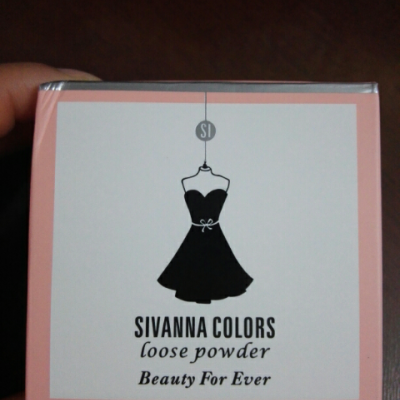 SI
SIVANNA COLORS
loose powder
Beauty For Ever